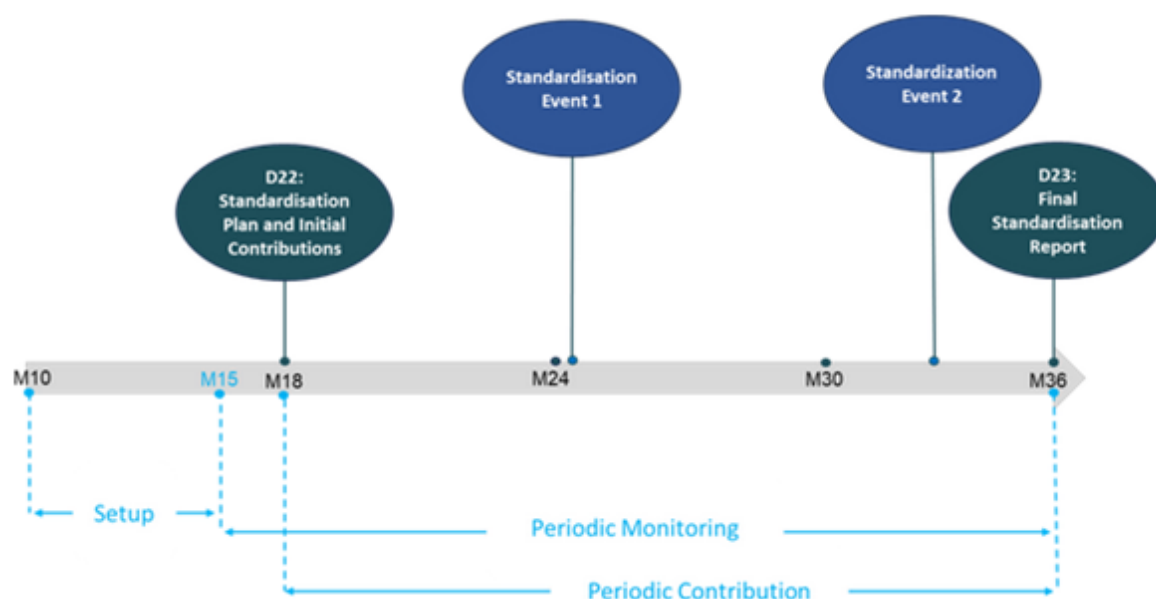 Standardisation
Event 1
Standardization
Event 2
D22:
Standardisation
Plan and Initial
Contributions
D23:
Final
Standardisation
Report
M10
M15
M18
M24
M30
M36
Setup
Periodic Monitoring
Periodic Contribution